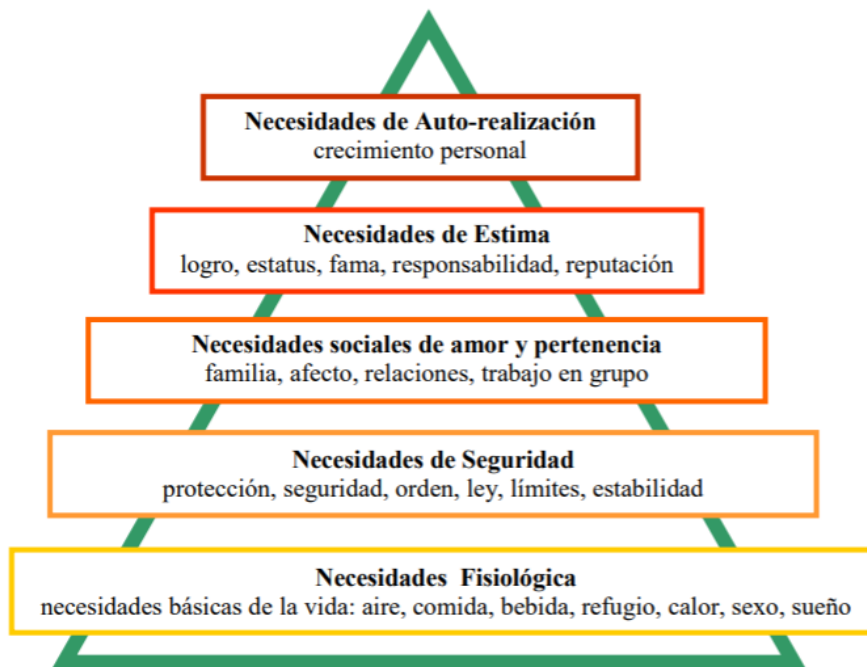 Necesidades de Auto-realización
crecimiento personal
Necesidades de Estima
logro, estatus, fama, responsabilidad, reputación
Necesidades sociales de amor y pertenencia
familia, afecto, relaciones, trabajo en grupo
Necesidades de Seguridad
protección, seguridad, orden, ley, límites, estabilidad
Necesidades Fisiológica
necesidades básicas de la vida: aire, comida, bebida, refugio, calor, sexo, sueño